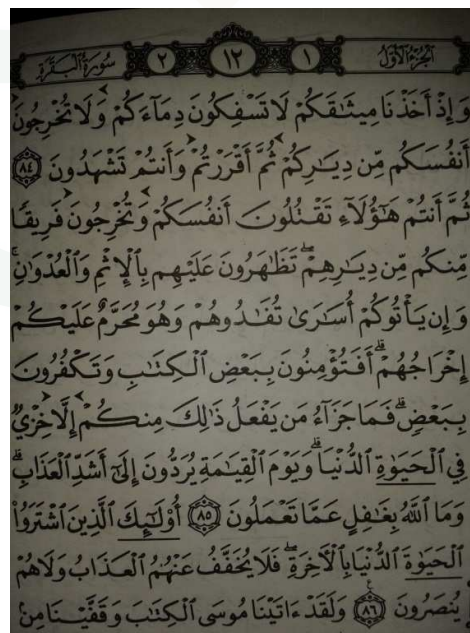 الجزء الأول ١ ١٣ ٢ سورة البقرة
وَإِذْ أَخَذْنَا مِيثَٰقَكُمْ لَا تَسْفِكُونَ دِمَآءَكُمْ وَلَا تُخْرِجُونَ
أَنفُسَكُم مِّن دِيَٰرِكُمْ ثُمَّ أَقْرَرْتُمْ وَأَنتُمْ تَشْهَدُونَ ٨٤
ثُمَّ أَنتُمْ هَٰٓؤُلَآءِ تَقْتُلُونَ أَنفُسَكُمْ وَتُخْرِجُونَ فَرِيقًا
مِّنكُم مِّن دِيَٰرِهِمْ تَظَّٰهَرُونَ عَلَيْهِم بِٱلْإِثْمِ وَٱلْعُدْوَٰنِ
وَإِن يَأْتُوكُمْ أُسَٰرَىٰ تُفَٰدُوهُمْ وَهُوَ مُحَرَّمٌ عَلَيْكُمْ
إِخْرَاجُهُمْ ۚ أَفَتُؤْمِنُونَ بِبَعْضِ ٱلْكِتَٰبِ وَتَكْفُرُونَ
بِبَعْضٍ ۚ فَمَا جَزَآءُ مَن يَفْعَلُ ذَٰلِكَ مِنكُمْ إِلَّا خِزْىٌ
فِي ٱلْحَيَوٰةِ ٱلدُّنْيَا ۖ وَيَوْمَ ٱلْقِيَٰمَةِ يُرَدُّونَ إِلَىٰٓ أَشَدِّ ٱلْعَذَابِ ۗ
وَمَا ٱللَّهُ بِغَٰفِلٍ عَمَّا تَعْمَلُونَ ٨٥ أُو۟لَٰٓئِكَ ٱلَّذِينَ ٱشْتَرَوُا۟
ٱلْحَيَوٰةَ ٱلدُّنْيَا بِٱلْءَاخِرَةِ ۖ فَلَا يُخَفَّفُ عَنْهُمُ ٱلْعَذَابُ وَلَا هُمْ
يُنصَرُونَ ٨٦ وَلَقَدْ ءَاتَيْنَا مُوسَى ٱلْكِتَٰبَ وَقَفَّيْنَا مِنۢ